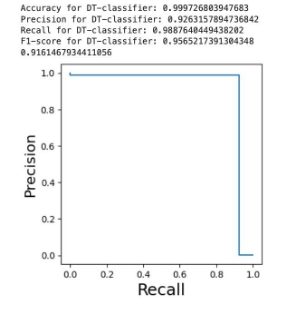 Accuracy for DT-classifier: 0.999726803947683
Precision for DT-classifier: 0.9263157894736842
Recall for DT-classifier: 0.9887640449438202
F1-score for DT-classifier: 0.9565217391304348
0.9161467934411056
1.0
0.8
0.6
0.4
0.2
0.0
Precision
0.0 0.2 0.4 0.6 0.8 1.0
Recall